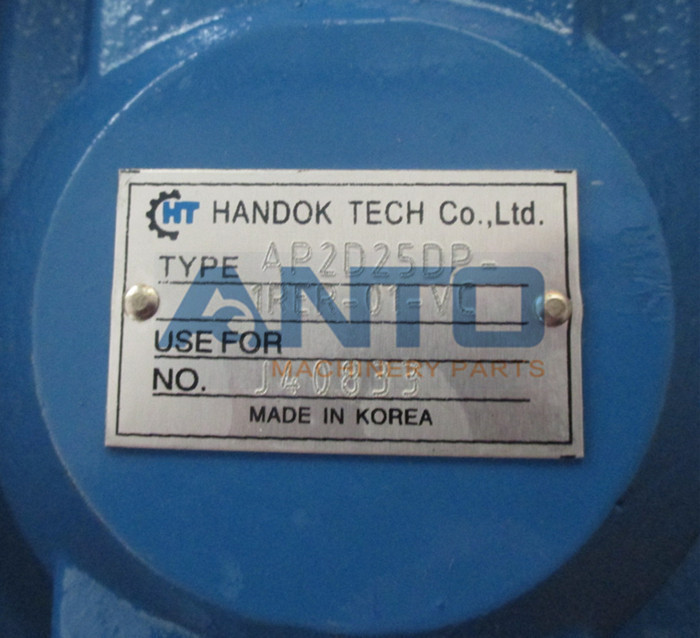 HT HANDOK TECH Co.,Ltd.
TYPE AP2D25DP-
1PER-01-VC
ANTO
USE FOR
MACHINERY PARTS
NO. J40833
MADE IN KOREA